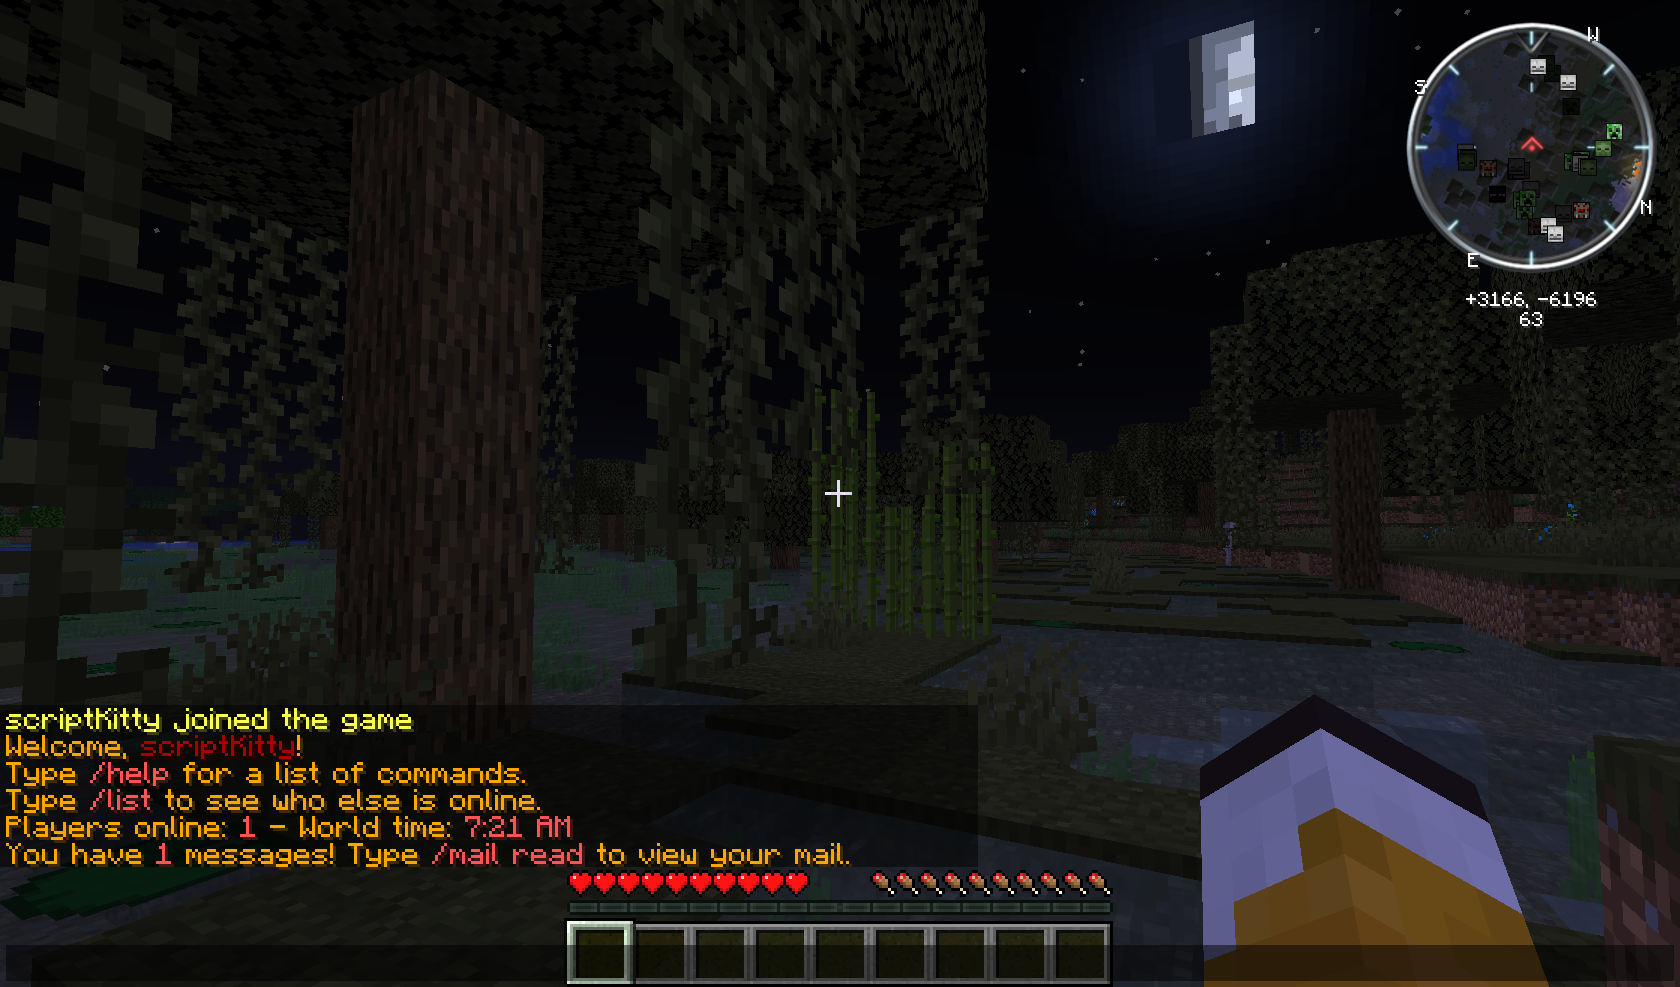 W
S
N
E
+3166, -6196
63
scriptKitty joined the game
Welcome, scriptKitty!
Type /help for a list of commands.
Type /list to see who else is online.
Players online: 1 - World time: 7:21 AM
You have 1 messages! Type /mail read to view your mail.